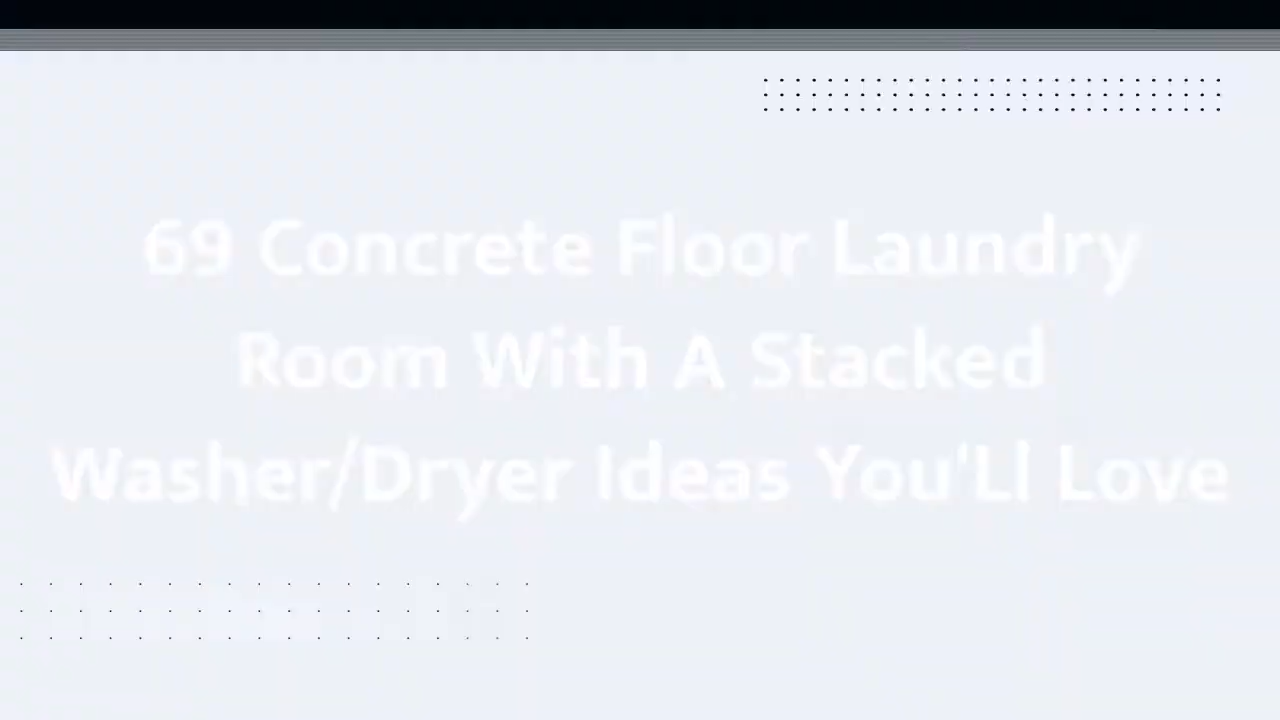 69 Concrete Floor Laundry
Room With A Stacked
Washer/Dryer Ideas You'Ll Love